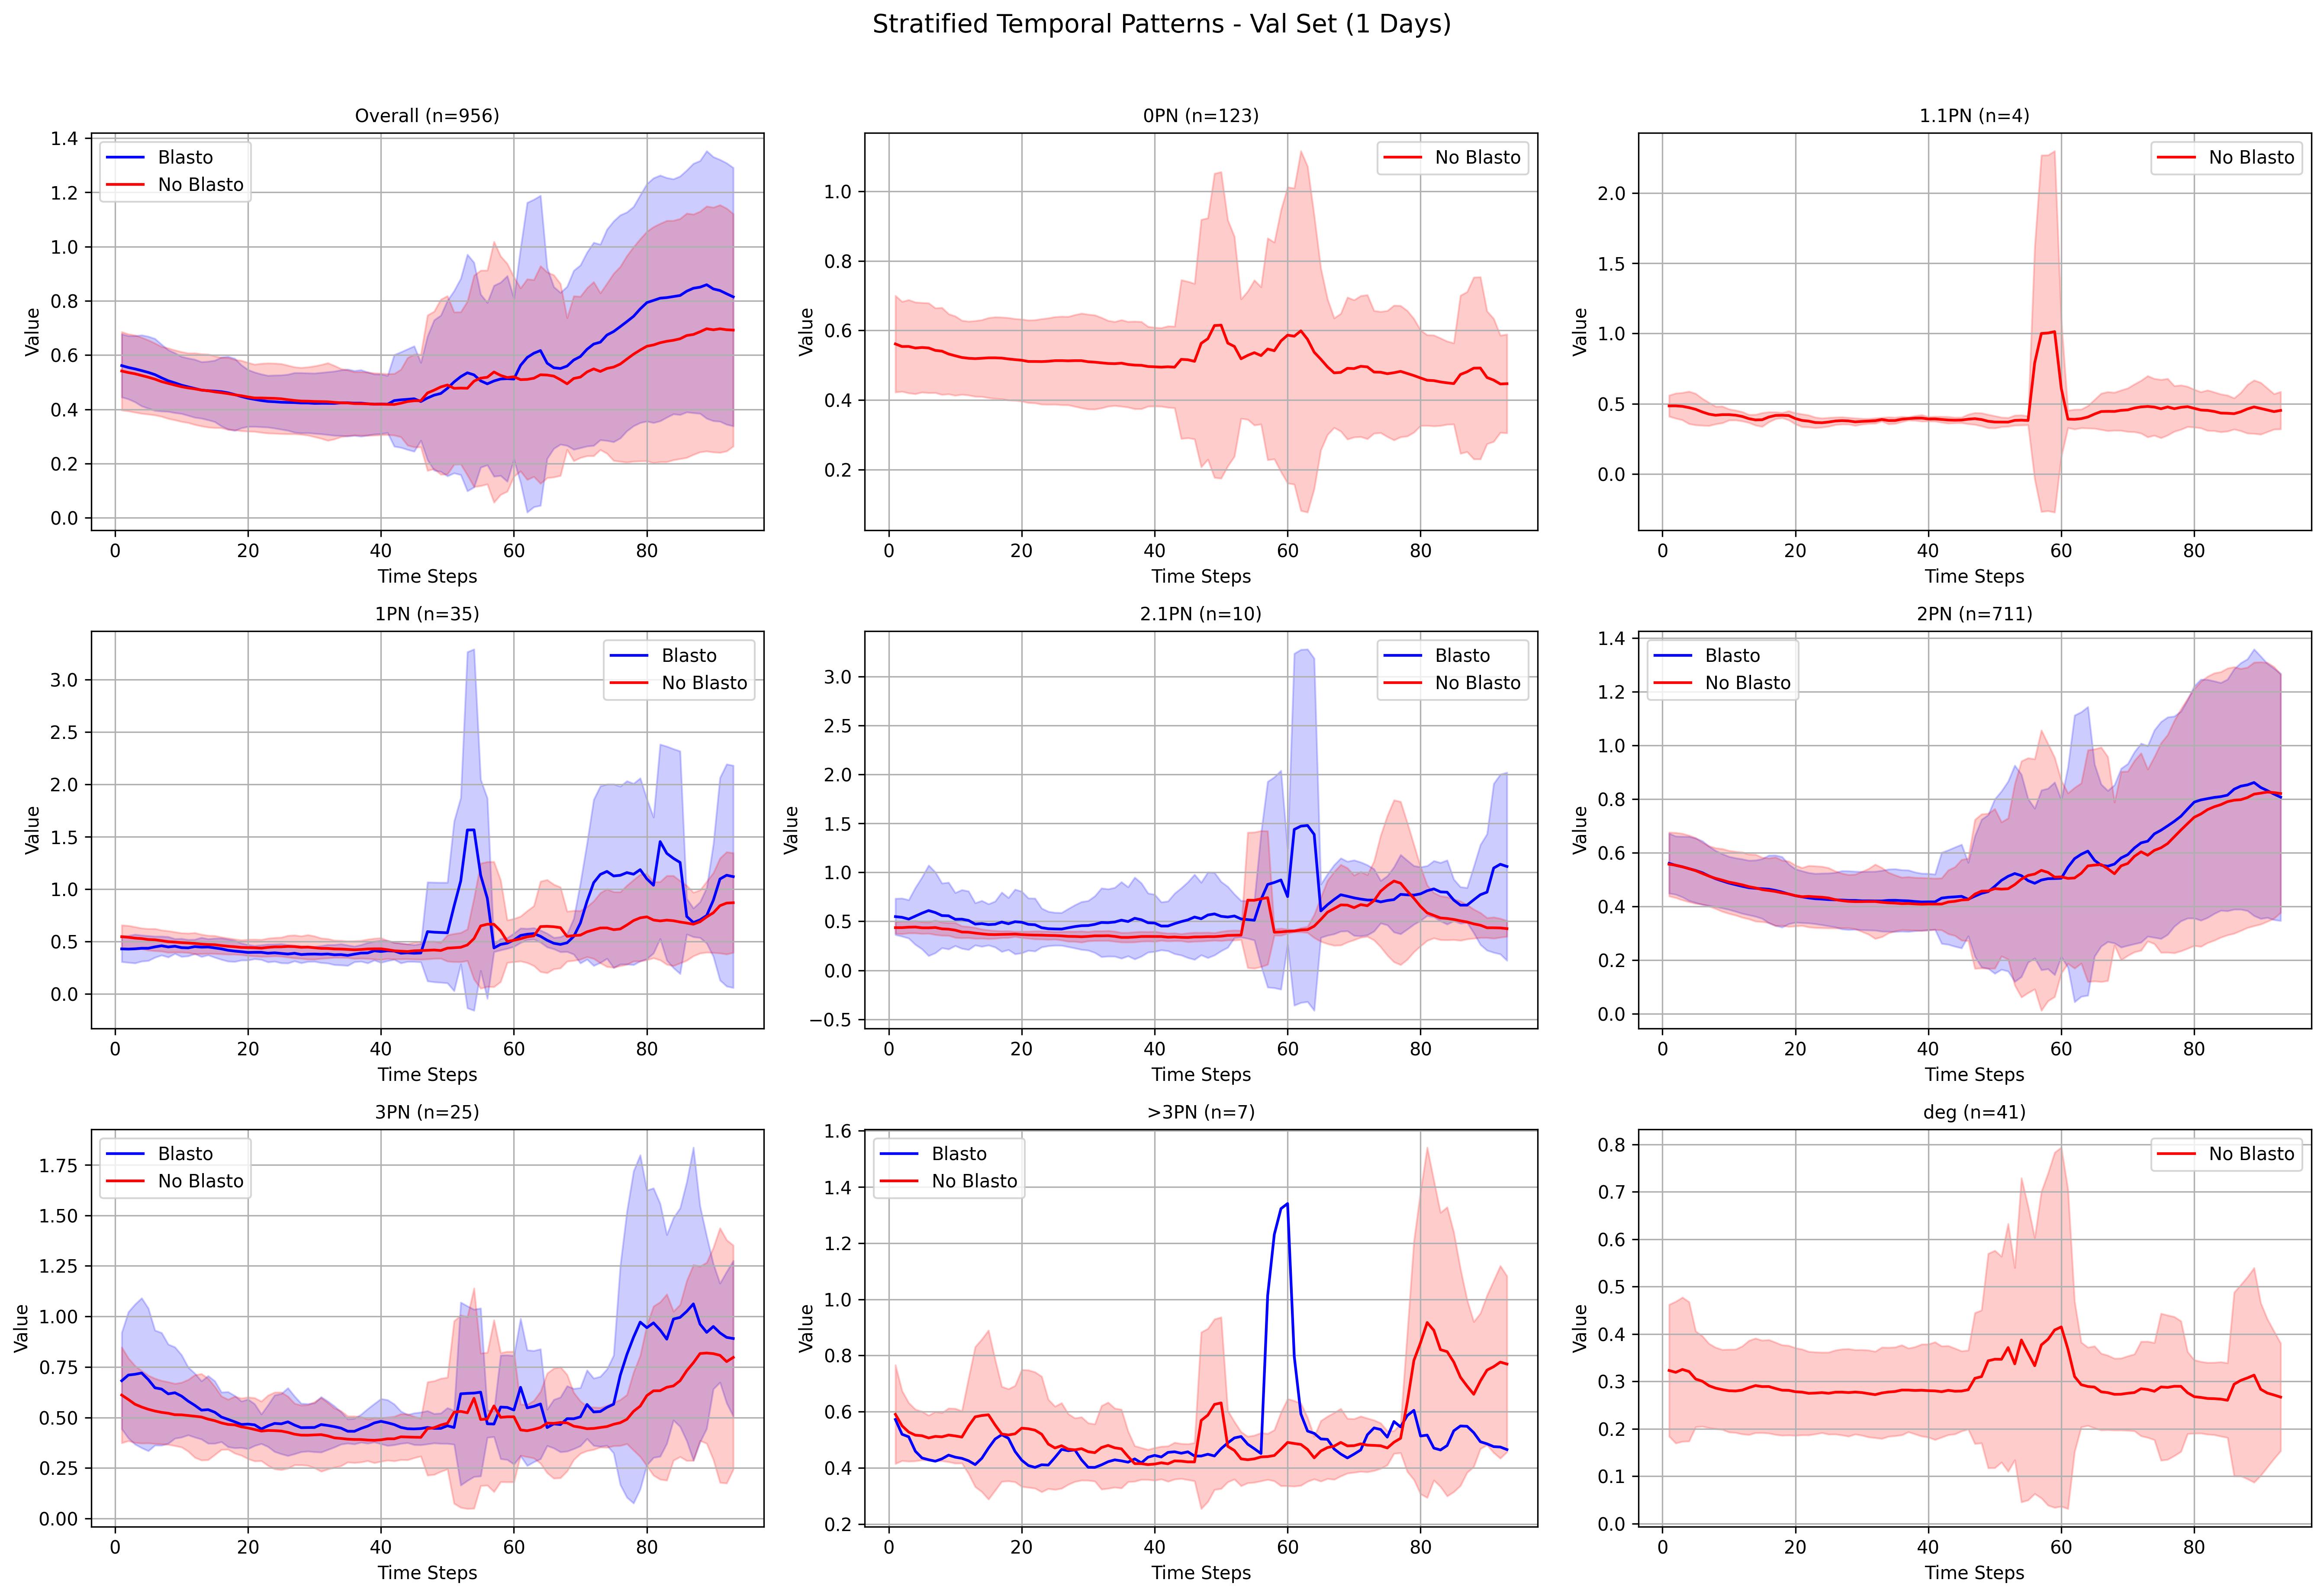 Stratified Temporal Patterns - Val Set (1 Days)
Overall (n=956)
Value
1.4
1.2
1.0
0.8
0.6
0.4
0.2
0.0
Blasto
No Blasto
0 20 40 60 80
Time Steps
0PN (n=123)
Value
1.0
0.8
0.6
0.4
0.2
No Blasto
0 20 40 60 80
Time Steps
1.1PN (n=4)
Value
2.0
1.5
1.0
0.5
0.0
No Blasto
0 20 40 60 80
Time Steps
1PN (n=35)
Value
3.0
2.5
2.0
1.5
1.0
0.5
0.0
Blasto
No Blasto
0 20 40 60 80
Time Steps
2.1PN (n=10)
Value
3.0
2.5
2.0
1.5
1.0
0.5
0.0
−0.5
Blasto
No Blasto
0 20 40 60 80
Time Steps
2PN (n=711)
Value
1.4
1.2
1.0
0.8
0.6
0.4
0.2
0.0
Blasto
No Blasto
0 20 40 60 80
Time Steps
3PN (n=25)
Value
1.75
1.50
1.25
1.00
0.75
0.50
0.25
0.00
Blasto
No Blasto
0 20 40 60 80
Time Steps
>3PN (n=7)
Value
1.6
1.4
1.2
1.0
0.8
0.6
0.4
0.2
Blasto
No Blasto
0 20 40 60 80
Time Steps
deg (n=41)
Value
0.8
0.7
0.6
0.5
0.4
0.3
0.2
0.1
0.0
No Blasto
0 20 40 60 80
Time Steps